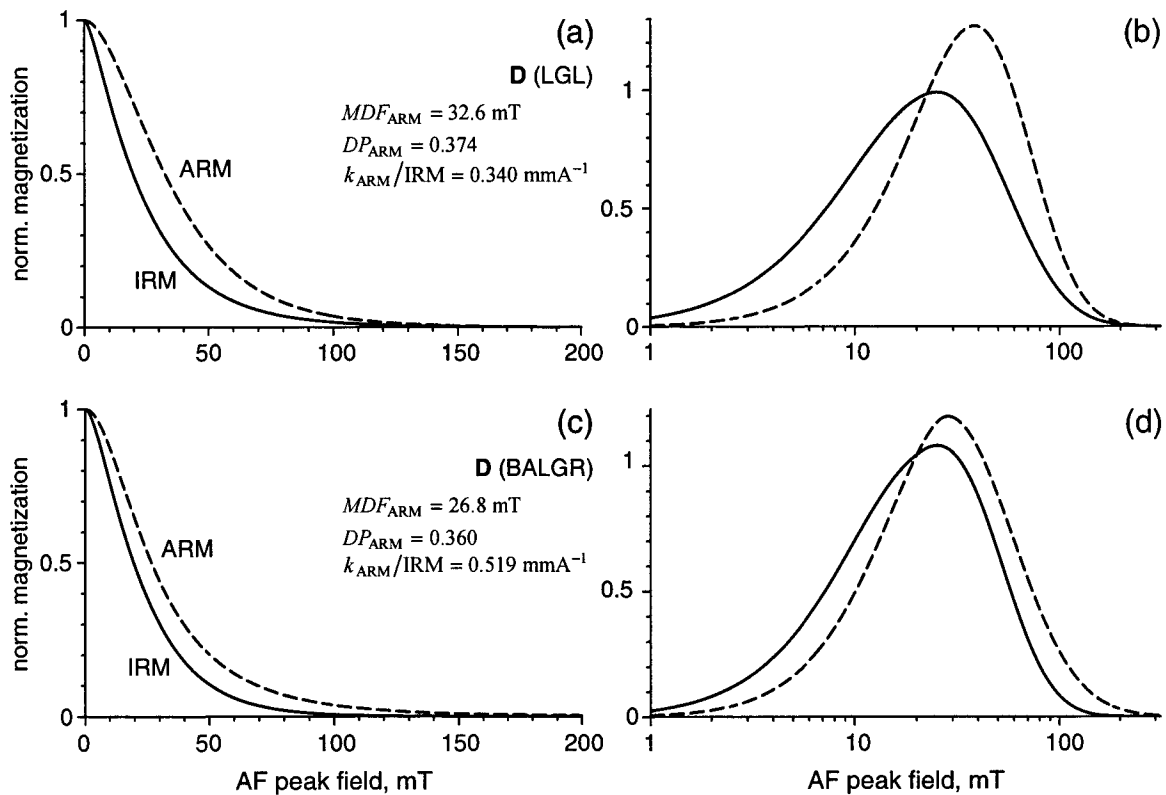 1
(a)
D (LGL)
MDF_ARM = 32.6 mT
DP_ARM = 0.374
k_ARM/IRM = 0.340 mmA⁻¹
0.5
ARM
IRM
0
norm. magnetization
0 50 100 150 200
(b)
1
0.5
0
1 10 100
1
(c)
D (BALGR)
MDF_ARM = 26.8 mT
DP_ARM = 0.360
k_ARM/IRM = 0.519 mmA⁻¹
0.5
ARM
IRM
0
norm. magnetization
0 50 100 150 200
AF peak field, mT
(d)
1
0.5
0
1 10 100
AF peak field, mT